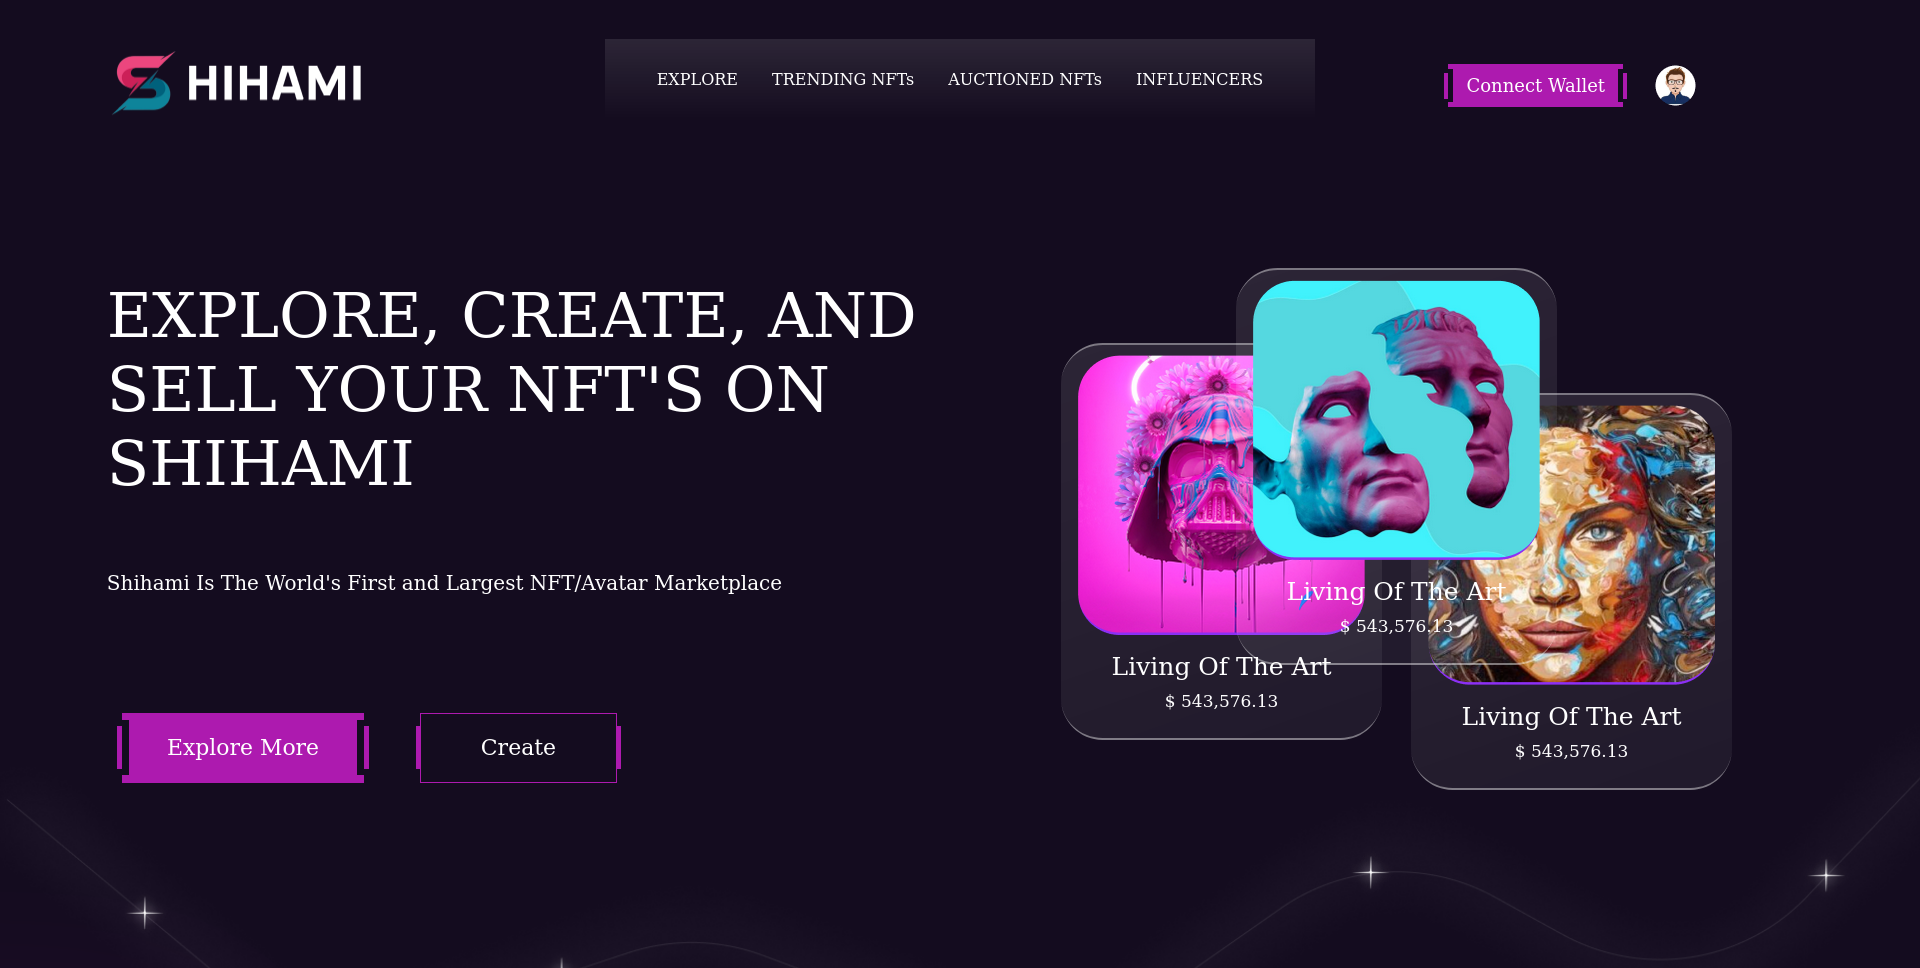 HIHAMI
EXPLORE
TRENDING NFTs
AUCTIONED NFTs
INFLUENCERS
Connect Wallet
EXPLORE, CREATE, AND
SELL YOUR NFT'S ON
SHIHAMI
Shihami Is The World's First and Largest NFT/Avatar Marketplace
Explore More
Create
Living Of The Art
$ 543,576.13
Living Of The Art
$ 543,576.13
Living Of The Art
$ 543,576.13